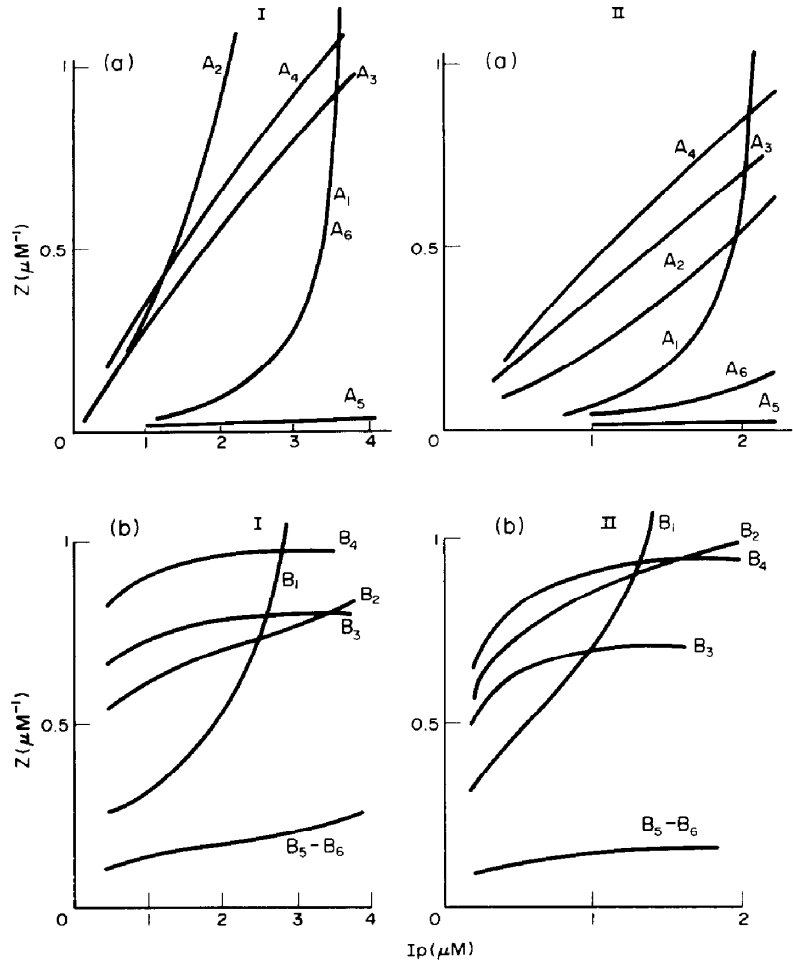 I
II
(a)
1
A₂
A₄
A₃
A₁
A₆
0.5
Z (μM⁻¹)
A₅
0
1
2
3
4
(a)
1
A₄
A₃
0.5
A₂
A₁
A₆
A₅
0
1
2
(b)
I
1
B₄
B₁
B₂
B₃
0.5
Z (μM⁻¹)
B₅–B₆
0
1
2
3
4
(b)
II
1
B₁
B₂
B₄
B₃
0.5
B₅–B₆
0
1
2
Ip(μM)